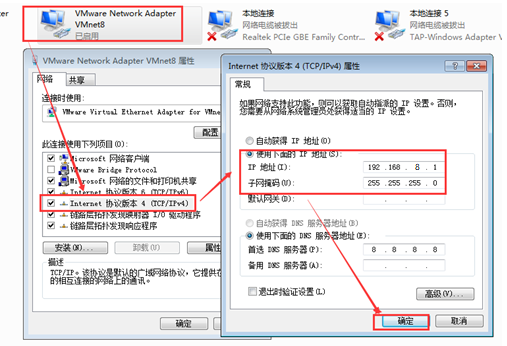 VMware Network Adapter
VMnet8
已启用
本地连接
网络电缆被拔出
Realtek PCIe GBE Family Contr...
本地连接 5
网络电缆被拔出
TAP-Windows Adapter V
VMware Network Adapter VMnet8 属性
网络
共享
连接时使用:
VMware Virtual Ethernet Adapter for VMne
配置
此连接使用下列项目(O):
Microsoft 网络客户端
VMware Bridge Protocol
Microsoft 网络的文件和打印机共享
Internet 协议版本 6 (TCP/IPv6)
Internet 协议版本 4 (TCP/IPv4)
链路层拓扑发现映射器 I/O 驱动程序
链路层拓扑发现响应程序
安装(N)...
卸载(U)
属性
描述
TCP/IP。该协议是默认的广域网络协议，它提供在
的相互连接的网络上的通讯。
确定
Internet 协议版本 4 (TCP/IPv4) 属性
常规
如果网络支持此功能，则可以获取自动指派的 IP 设置。否则，
您需要从网络系统管理员处获得适当的 IP 设置。
自动获得 IP 地址(O)
使用下面的 IP 地址(S):
IP 地址(I):
192 .168 . 8 . 1
子网掩码(U):
255 .255 .255 . 0
默认网关(D):
自动获得 DNS 服务器地址(B)
使用下面的 DNS 服务器地址(E):
首选 DNS 服务器(P):
8 . 8 . 8 . 8
备用 DNS 服务器(A):
退出时验证设置(L)
高级(V)...
确定
取消